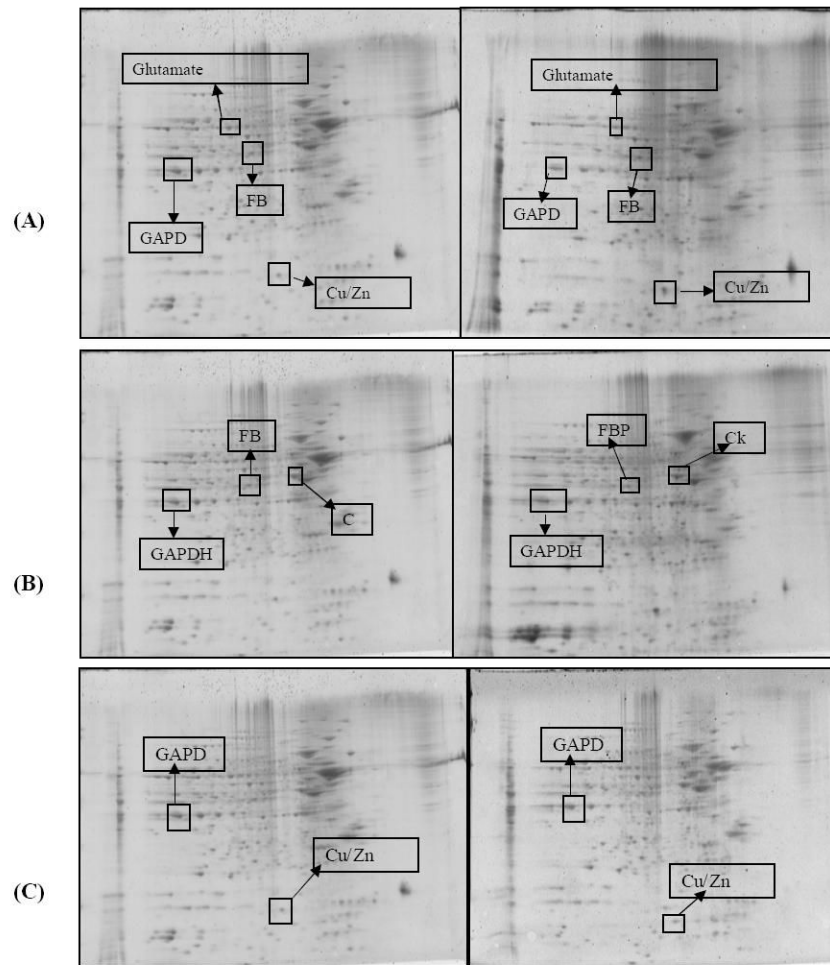 Glutamate
Glutamate
FB
GAPD
FB
GAPD
(A)
Cu/Zn
Cu/Zn
FB
FBP
Ck
C
GAPDH
GAPDH
(B)
GAPD
GAPD
Cu/Zn
Cu/Zn
(C)